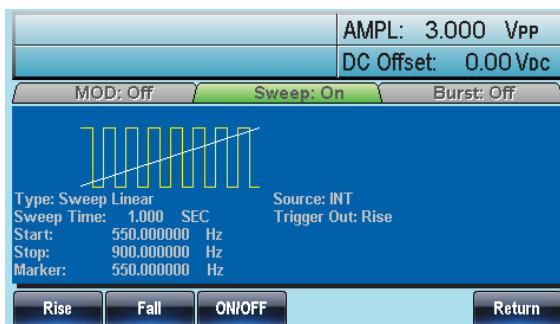 AMPL: 3.000 VPP
DC Offset: 0.00 VDC
MOD: Off Sweep: On Burst: Off
Type: Sweep Linear Source: INT
Sweep Time: 1.000 SEC Trigger Out: Rise
Start: 550.000000 Hz
Stop: 900.000000 Hz
Marker: 550.000000 Hz
Rise Fall ON/OFF Return